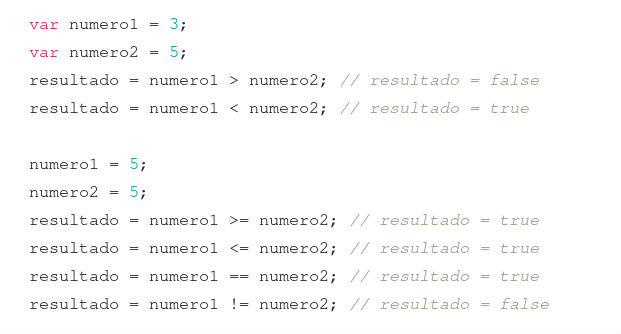 var numero1 = 3;
var numero2 = 5;
resultado = numero1 > numero2; // resultado = false
resultado = numero1 < numero2; // resultado = true
numero1 = 5;
numero2 = 5;
resultado = numero1 >= numero2; // resultado = true
resultado = numero1 <= numero2; // resultado = true
resultado = numero1 == numero2; // resultado = true
resultado = numero1 != numero2; // resultado = false